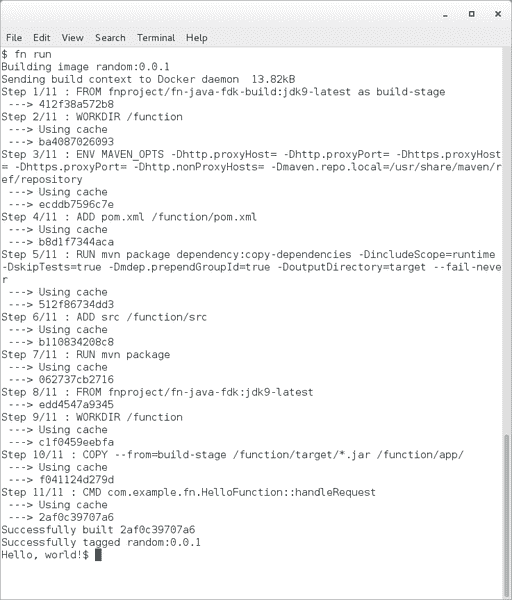 File Edit View Search Terminal Help
$ fn run
Building image random:0.0.1
Sending build context to Docker daemon  13.82kB
Step 1/11 : FROM fnproject/fn-java-fdk-build:jdk9-latest as build-stage
 ---> 412f38a572b8
Step 2/11 : WORKDIR /function
 ---> Using cache
 ---> ba4087026093
Step 3/11 : ENV MAVEN_OPTS -Dhttp.proxyHost= -Dhttp.proxyPort= -Dhttps.proxyHost
= -Dhttps.proxyPort= -Dhttp.nonProxyHosts= -Dmaven.repo.local=/usr/share/maven/r
ef/repository
 ---> Using cache
 ---> ecddb7596c7e
Step 4/11 : ADD pom.xml /function/pom.xml
 ---> Using cache
 ---> b8d1f7344aca
Step 5/11 : RUN mvn package dependency:copy-dependencies -DincludeScope=runtime
-DskipTests=true -Dmdep.prependGroupId=true -DoutputDirectory=target --fail-neve
r
 ---> Using cache
 ---> 512f86734dd3
Step 6/11 : ADD src /function/src
 ---> Using cache
 ---> b110834208c8
Step 7/11 : RUN mvn package
 ---> Using cache
 ---> 062737cb2716
Step 8/11 : FROM fnproject/fn-java-fdk:jdk9-latest
 ---> edd4547a9345
Step 9/11 : WORKDIR /function
 ---> Using cache
 ---> c1f0459eebfa
Step 10/11 : COPY --from=build-stage /function/target/*.jar /function/app/
 ---> Using cache
 ---> f041124d279d
Step 11/11 : CMD com.example.fn.HelloFunction::handleRequest
 ---> Using cache
 ---> 2af0c39707a6
Successfully built 2af0c39707a6
Successfully tagged random:0.0.1
Hello, world!$